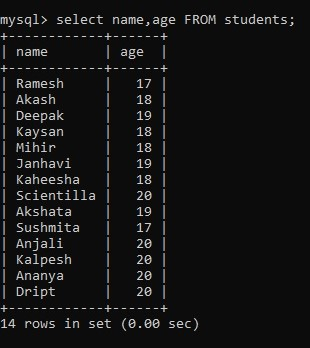 mysql> select name,age FROM students;
+------------+------+
| name       | age  |
+------------+------+
| Ramesh     |   17 |
| Akash      |   18 |
| Deepak     |   19 |
| Kaysan     |   18 |
| Mihir      |   18 |
| Janhavi    |   19 |
| Kaheesha   |   18 |
| Scientilla |   20 |
| Akshata    |   19 |
| Sushmita   |   17 |
| Anjali     |   20 |
| Kalpesh    |   20 |
| Ananya     |   20 |
| Dript      |   20 |
+------------+------+
14 rows in set (0.00 sec)